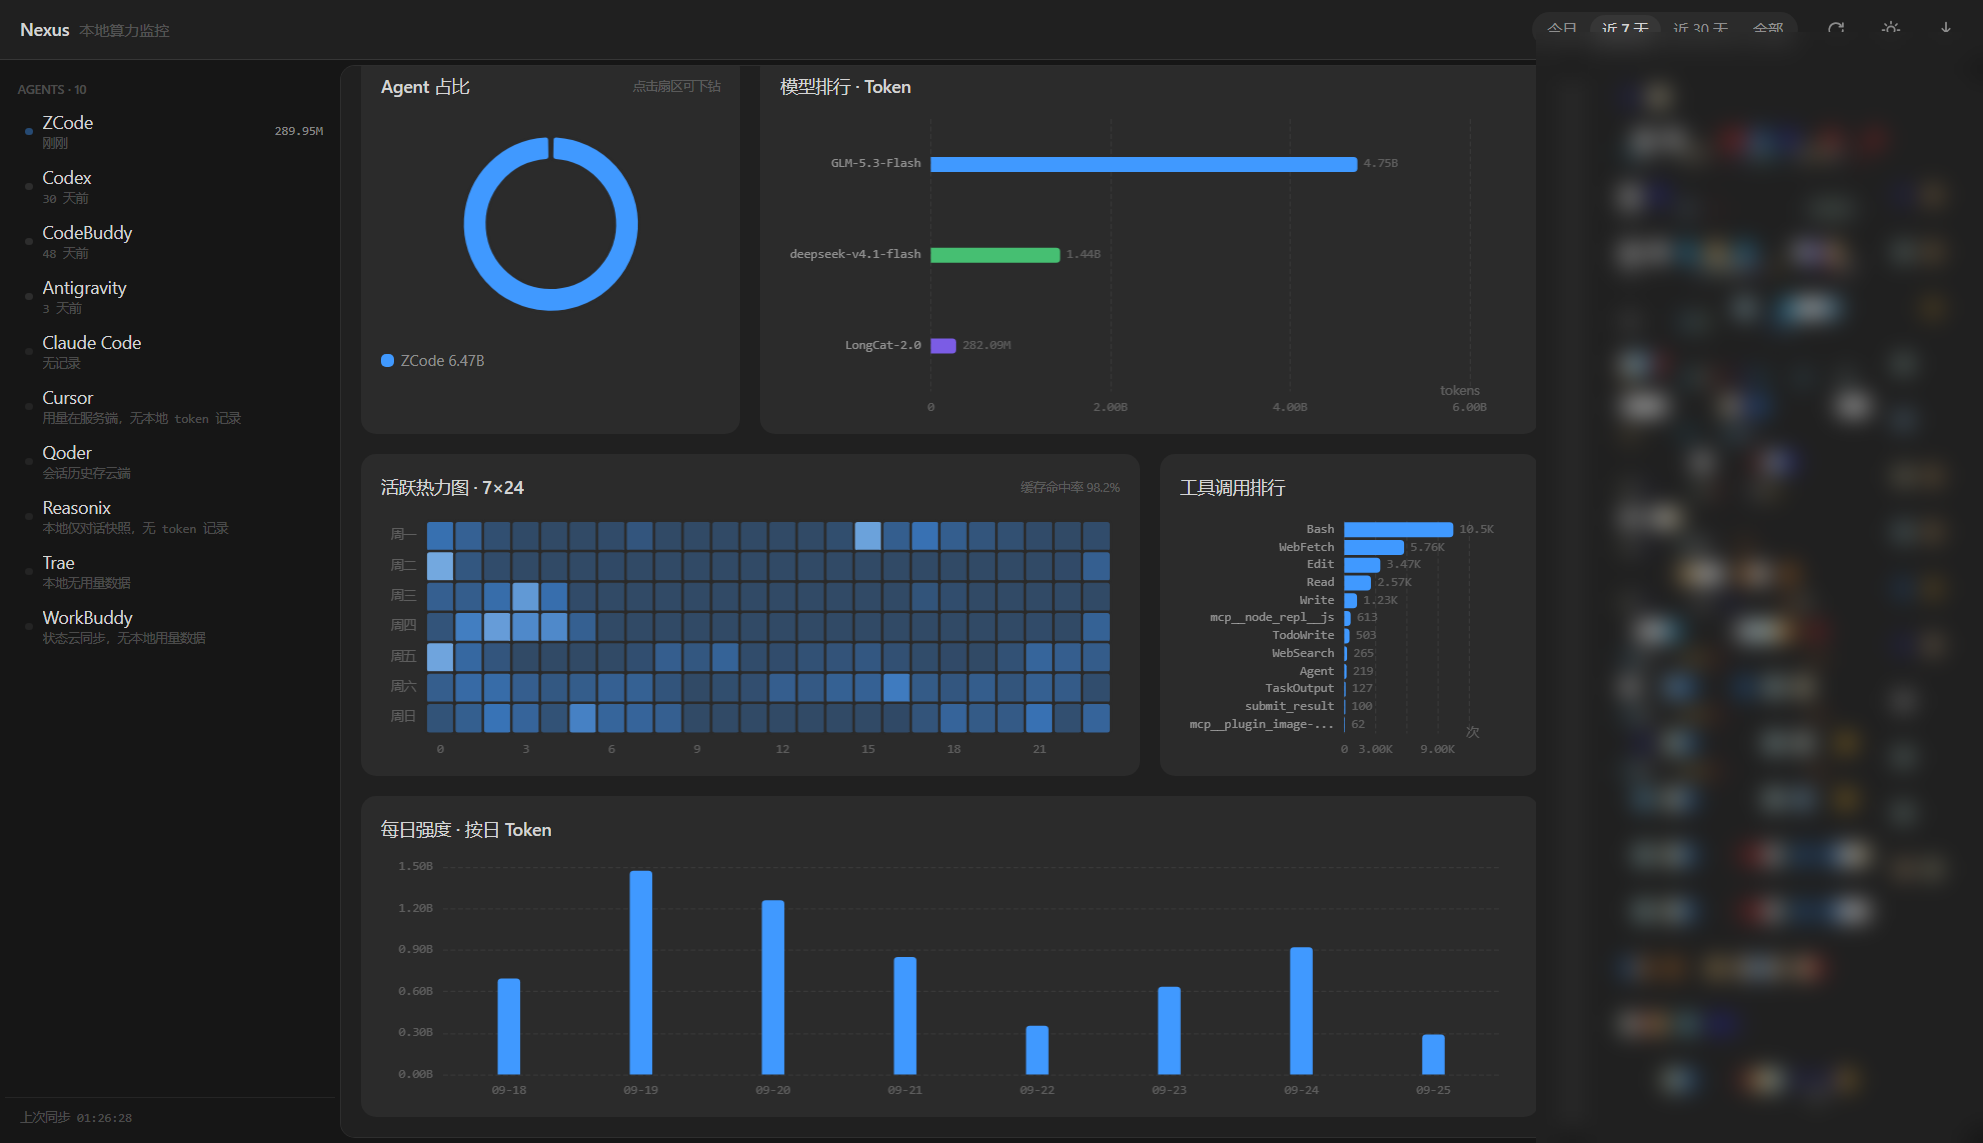 Nexus 本地算力监控
今日 近 7 天 近 30 天 全部
AGENTS · 10
ZCode
刚刚
289.95M
Codex
30 天前
CodeBuddy
48 天前
Antigravity
3 天前
Claude Code
无记录
Cursor
用量在服务端，无本地 token 记录
Qoder
会话历史存云端
Reasonix
本地仅对话快照，无 token 记录
Trae
本地无用量数据
WorkBuddy
状态云同步，无本地用量数据
上次同步 01:26:28
Agent 占比
点击扇区可下钻
ZCode 6.47B
模型排行 · Token
GLM-5.3-Flash 4.75B
deepseek-v4.1-flash 1.44B
LongCat-2.0 282.09M
tokens
0 2.00B 4.00B 6.00B
活跃热力图 · 7×24
缓存命中率 98.2%
周一
周二
周三
周四
周五
周六
周日
0 3 6 9 12 15 18 21
工具调用排行
Bash 10.5K
WebFetch 5.76K
Edit 3.47K
Read 2.57K
Write 1.23K
mcp__node_repl__js 613
TodoWrite 503
WebSearch 265
Agent 219
TaskOutput 127
submit_result 100
mcp__plugin_image-... 62
次
0 3.00K 9.00K
每日强度 · 按日 Token
1.50B
1.20B
0.90B
0.60B
0.30B
0.00B
09-18 09-19 09-20 09-21 09-22 09-23 09-24 09-25